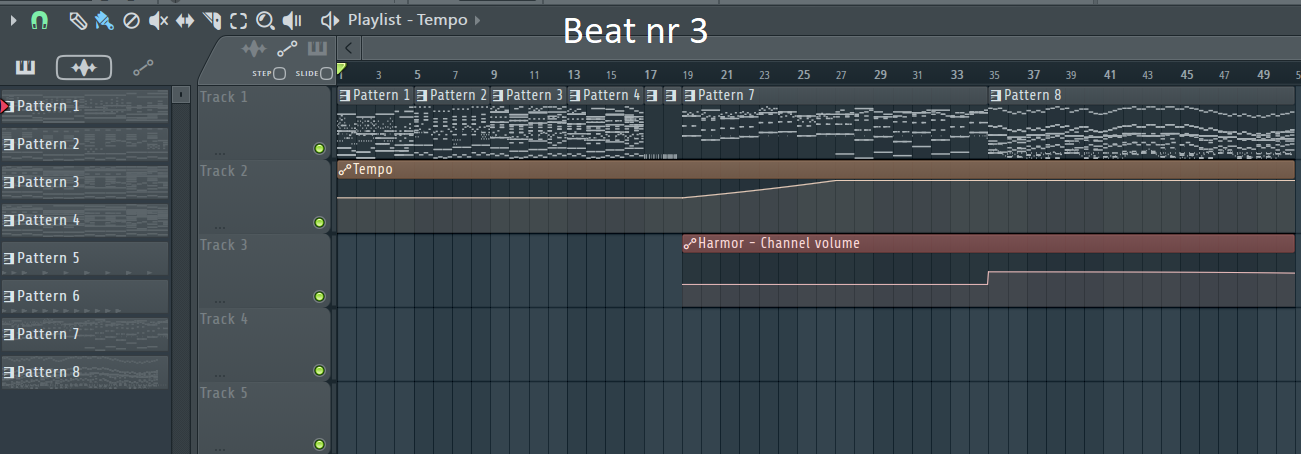 Playlist - Tempo
Beat nr 3
STEP SLIDE
1 3 5 7 9 11 13 15 17 19 21 23 25 27 29 31 33 35 37 39 41 43 45 47 49 5
Pattern 1
Pattern 2
Pattern 3
Pattern 4
Pattern 5
Pattern 6
Pattern 7
Pattern 8
Track 1
Pattern 1 Pattern 2 Pattern 3 Pattern 4 Pattern 7 Pattern 8
...
Track 2
Tempo
...
Track 3
Harmor - Channel volume
...
Track 4
...
Track 5
...